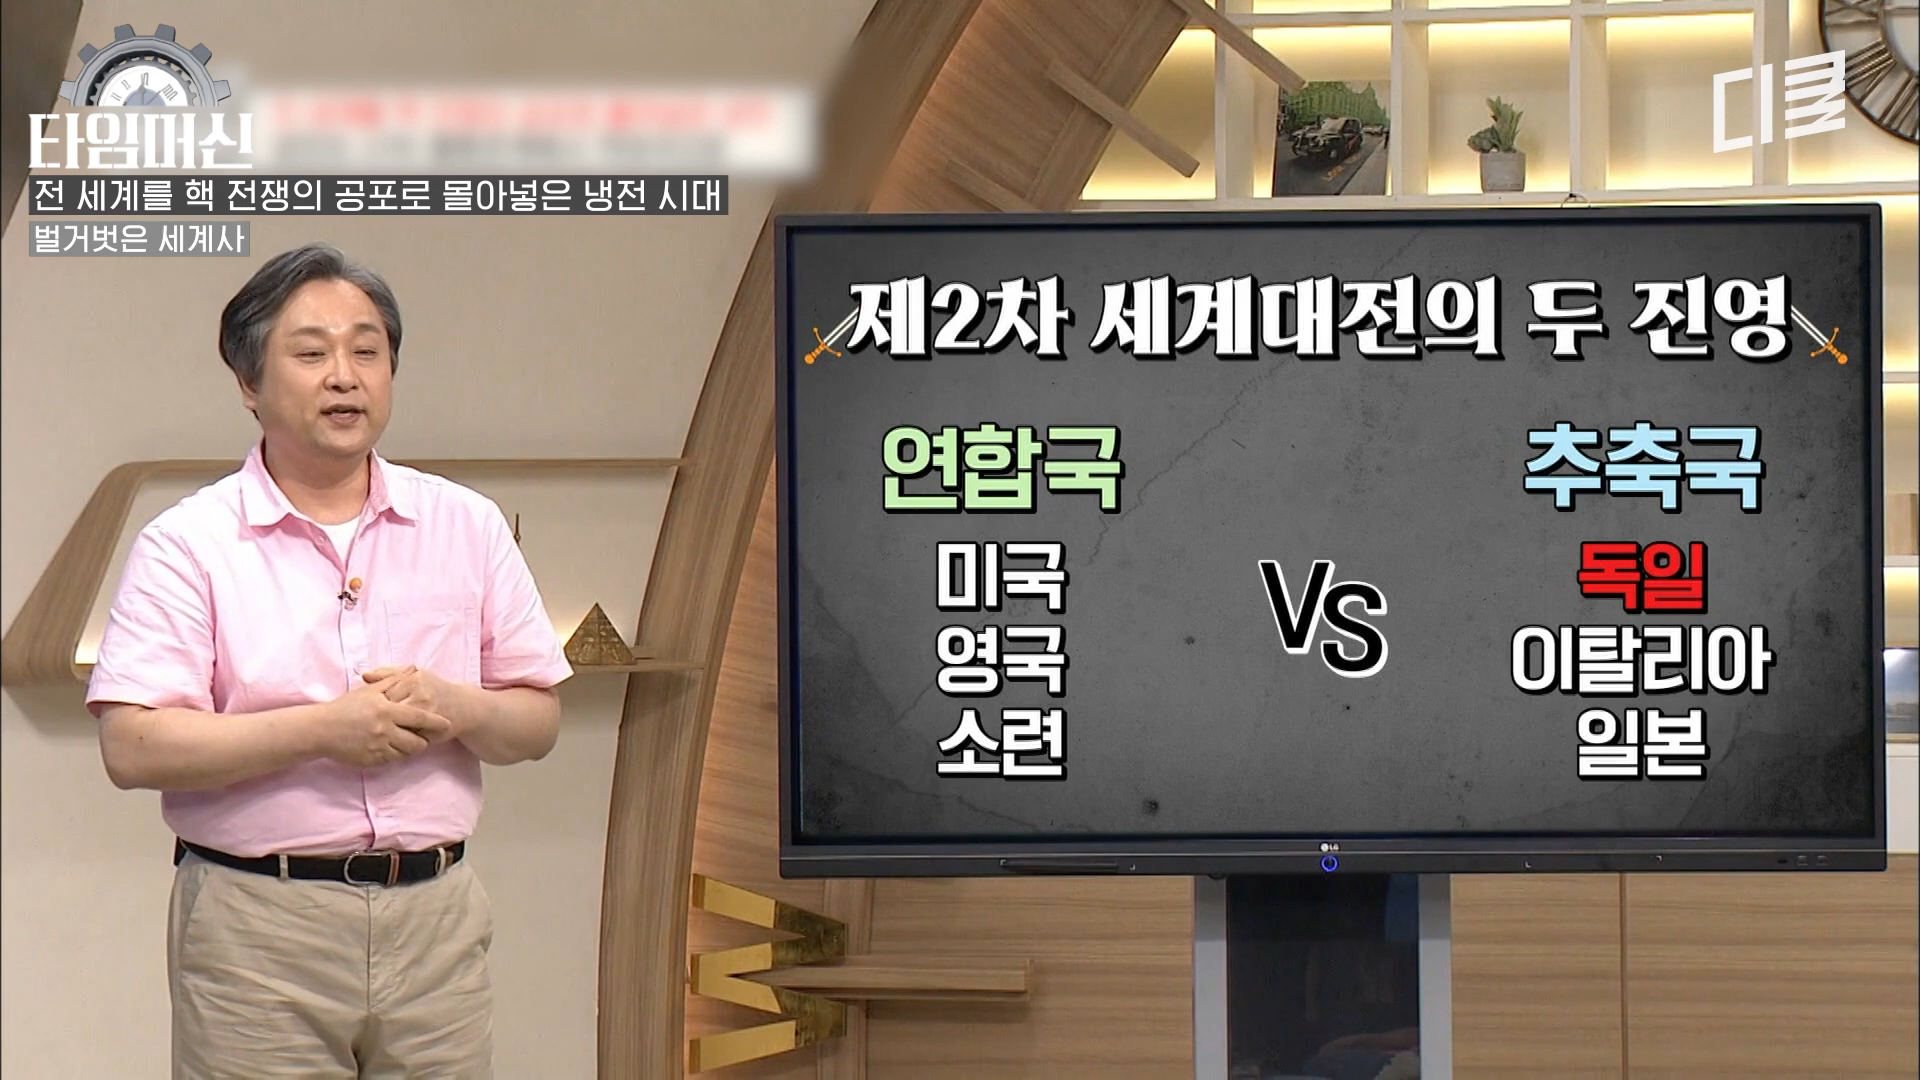 타임머신
전 세계를 핵 전쟁의 공포로 몰아넣은 냉전 시대
벌거벗은 세계사
디클
제2차 세계대전의 두 진영
연합국
추축국
미국
영국
소련
VS
독일
이탈리아
일본
LG